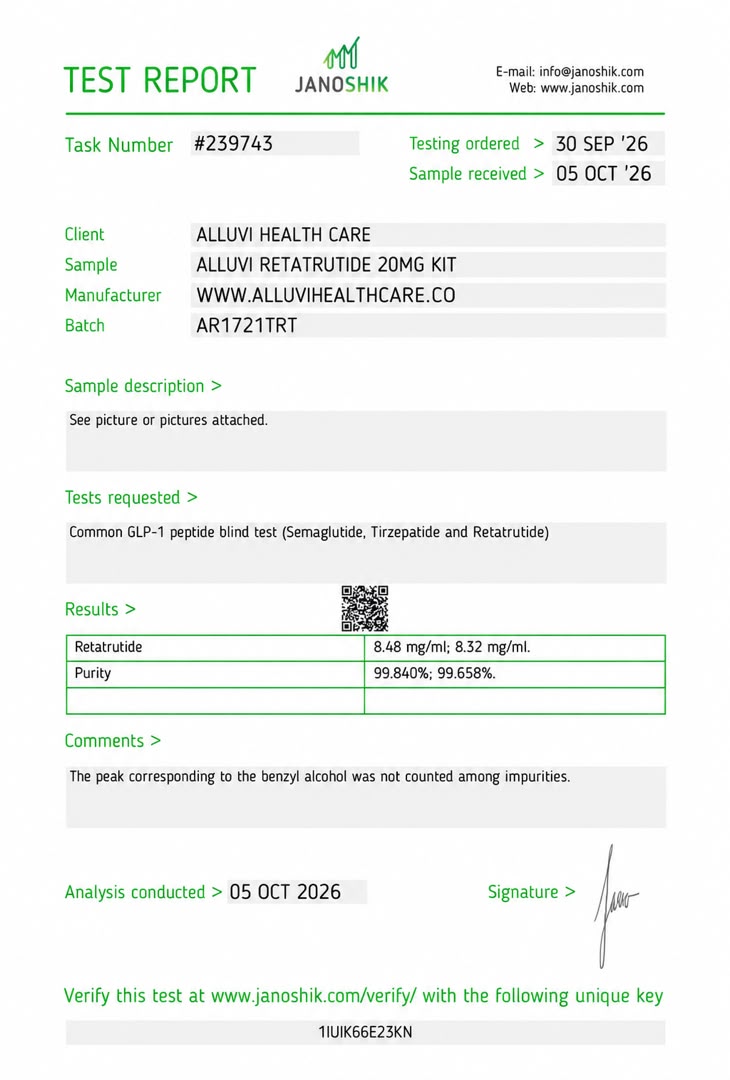 TEST REPORT
JANOSHIK
E-mail: info@janoshik.com
Web: www.janoshik.com
Task Number #239743
Testing ordered > 30 SEP '26
Sample received > 05 OCT '26
Client ALLUVI HEALTH CARE
Sample ALLUVI RETATRUTIDE 20MG KIT
Manufacturer WWW.ALLUVIHEALTHCARE.CO
Batch AR1721TRT
Sample description >
See picture or pictures attached.
Tests requested >
Common GLP-1 peptide blind test (Semaglutide, Tirzepatide and Retatrutide)
Results >
Retatrutide 8.48 mg/ml; 8.32 mg/ml.
Purity 99.840%; 99.658%.
Comments >
The peak corresponding to the benzyl alcohol was not counted among impurities.
Analysis conducted > 05 OCT 2026
Signature >
Verify this test at www.janoshik.com/verify/ with the following unique key
1IUIK66E23KN